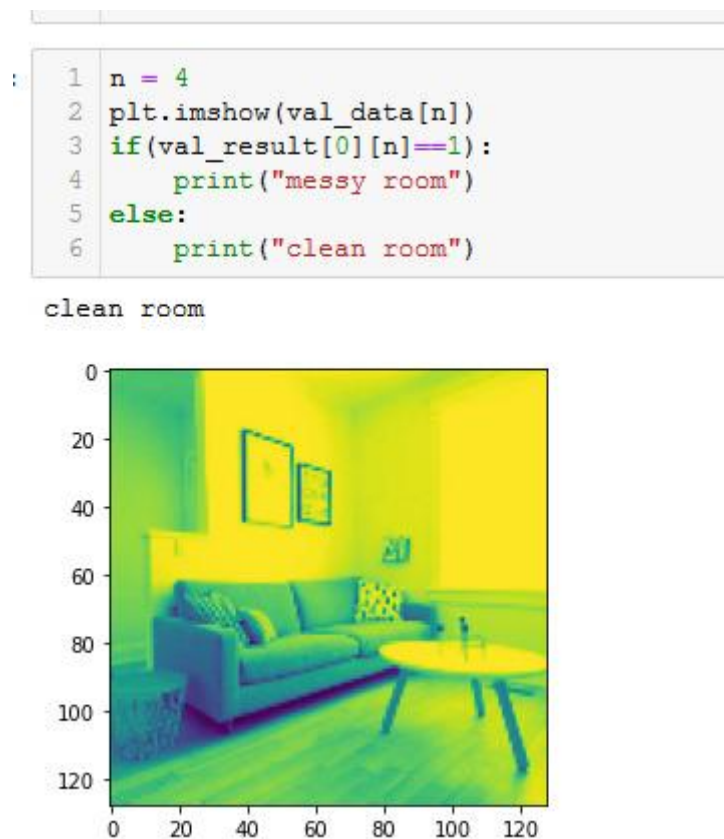 1 n = 4
2 plt.imshow(val_data[n])
3 if(val_result[0][n]==1):
4     print("messy room")
5 else:
6     print("clean room")
clean room
0
20
40
60
80
100
120
0 20 40 60 80 100 120